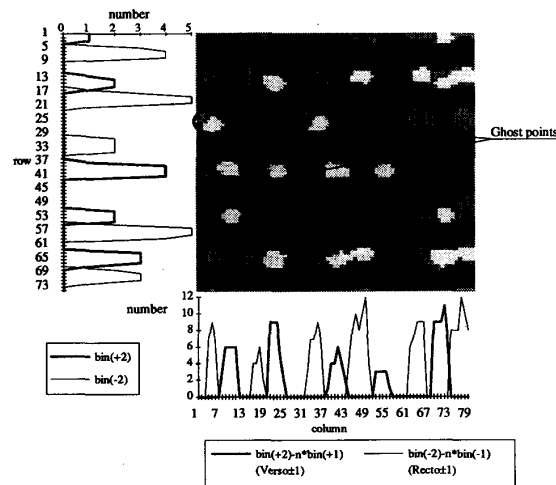 number
1 0 1 2 3 4 5
5
9
13
17
21
25
29
33
row 37
41
45
49
53
57
61
65
69
73
Ghost points
number
12
10
8
6
4
2
0
1 7 13 19 25 31 37 43 49 55 61 67 73 79
column
bin(+2)
bin(-2)
bin(+2)-n*bin(+1) bin(-2)-n*bin(-1)
(Verso±1) (Recto±1)